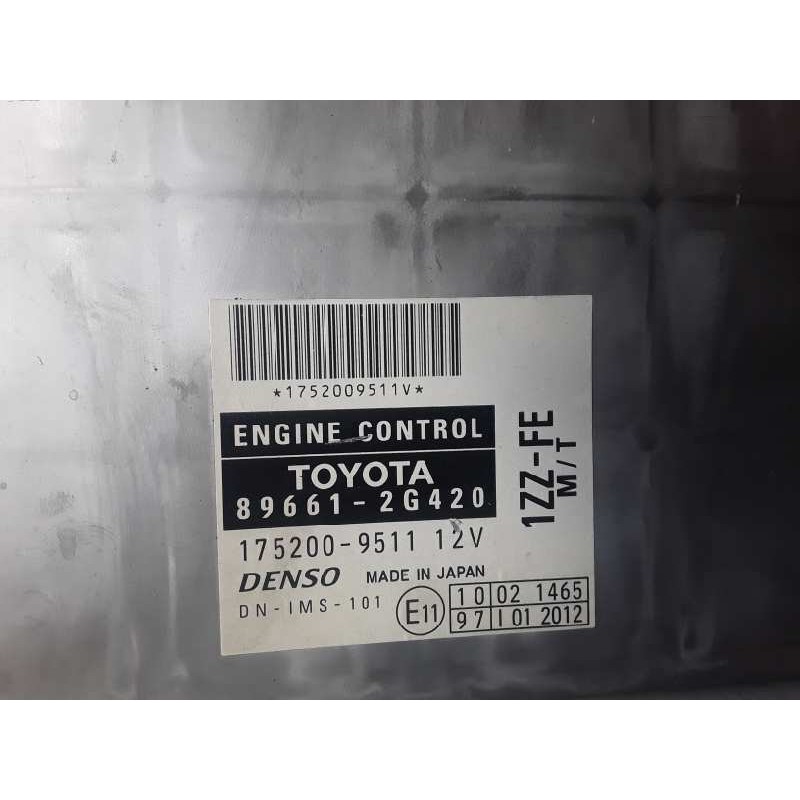 *1752009511V*
ENGINE CONTROL
TOYOTA
89661-2G420
175200-9511 12V
DENSO MADE IN JAPAN
DN-IMS-101
E11
10 02 1465
97 I 01 2012
1ZZ-FE
M/T